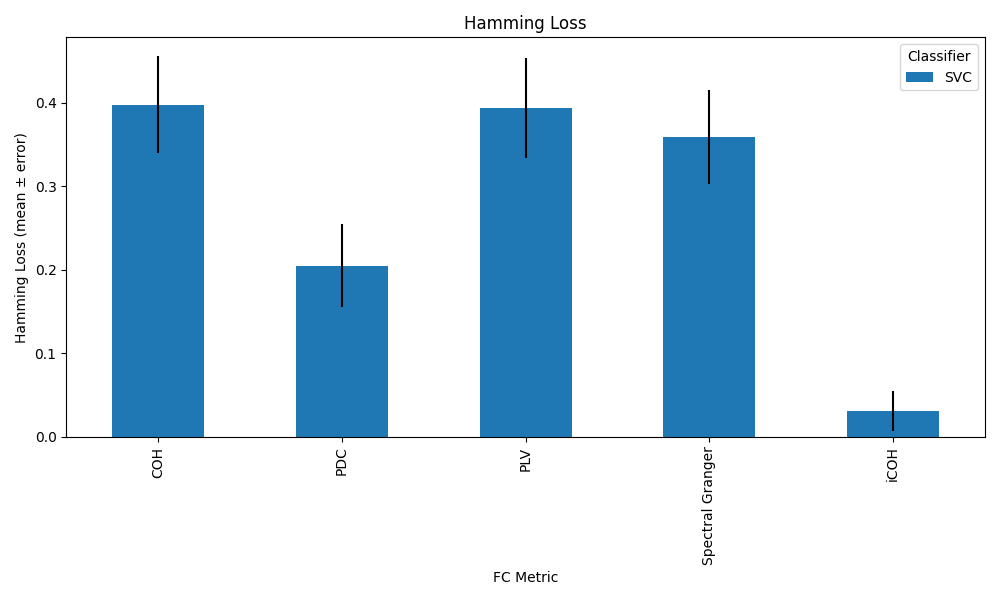 Hamming Loss
Classifier
SVC
Hamming Loss (mean ± error)
0.4
0.3
0.2
0.1
0.0
COH
PDC
PLV
Spectral Granger
iCOH
FC Metric